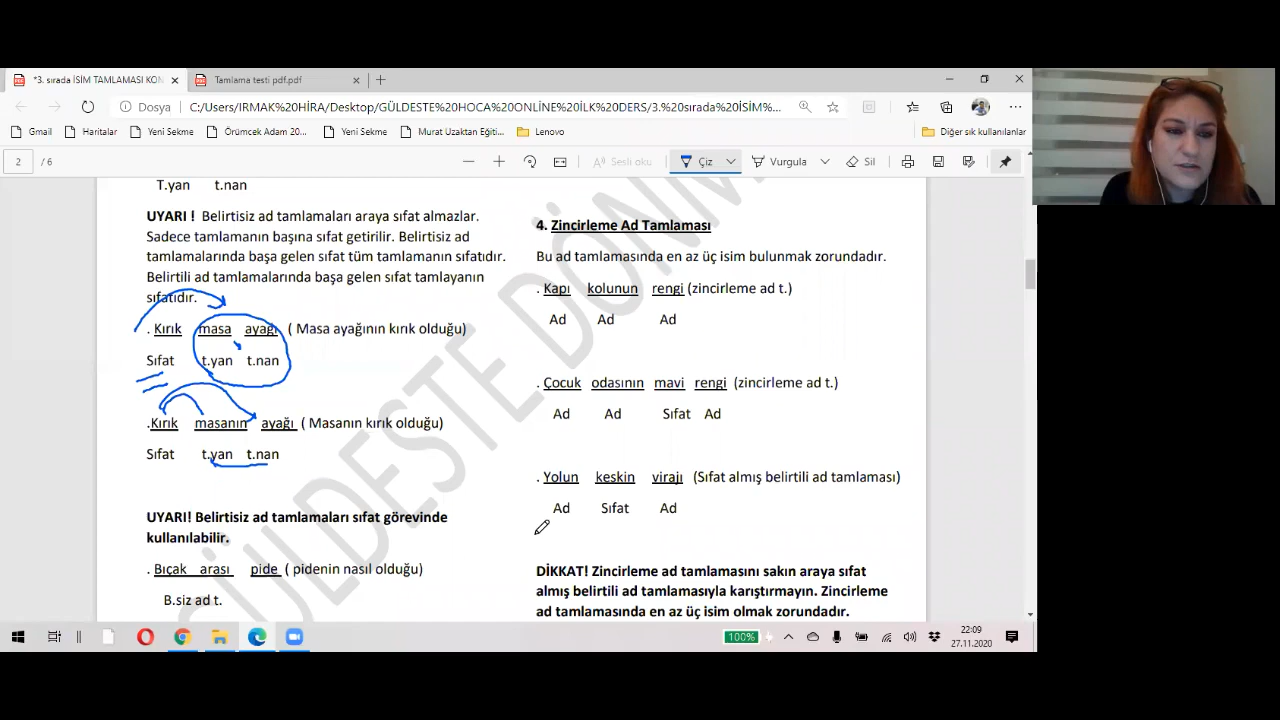 *3. sırada İSİM TAMLAMASI KON
Tamlama testi pdf.pdf
Dosya
C:/Users/IRMAK%20HİRA/Desktop/GÜLDESTE%20HOCA%20ONLİNE%20İLK%20DERS/3.%20sırada%20İSİM%...
Gmail
Haritalar
Yeni Sekme
Örümcek Adam 20...
Yeni Sekme
Murat Uzaktan Eğiti...
Lenovo
Diğer sık kullanılanlar
2 / 6
Sesli oku
Çiz
Vurgula
Sil
T.yan t.nan
UYARI ! Belirtisiz ad tamlamaları araya sıfat almazlar.
Sadece tamlamanın başına sıfat getirilir. Belirtisiz ad
tamlamalarında başa gelen sıfat tüm tamlamanın sıfatıdır.
Belirtili ad tamlamalarında başa gelen sıfat tamlayanın
sıfatıdır.
. Kırık masa ayağı ( Masa ayağının kırık olduğu)
Sıfat t.yan t.nan
.Kırık masanın ayağı ( Masanın kırık olduğu)
Sıfat t.yan t.nan
UYARI! Belirtisiz ad tamlamaları sıfat görevinde
kullanılabilir.
. Bıçak arası pide ( pidenin nasıl olduğu)
B.siz ad t.
4. Zincirleme Ad Tamlaması
Bu ad tamlamasında en az üç isim bulunmak zorundadır.
. Kapı kolunun rengi (zincirleme ad t.)
Ad Ad Ad
. Çocuk odasının mavi rengi (zincirleme ad t.)
Ad Ad Sıfat Ad
. Yolun keskin virajı (Sıfat almış belirtili ad tamlaması)
Ad Sıfat Ad
DİKKAT! Zincirleme ad tamlamasını sakın araya sıfat
almış belirtili ad tamlamasıyla karıştırmayın. Zincirleme
ad tamlamasında en az üç isim olmak zorundadır.
GÜLDESTE DÖNM
100%
22:09
27.11.2020